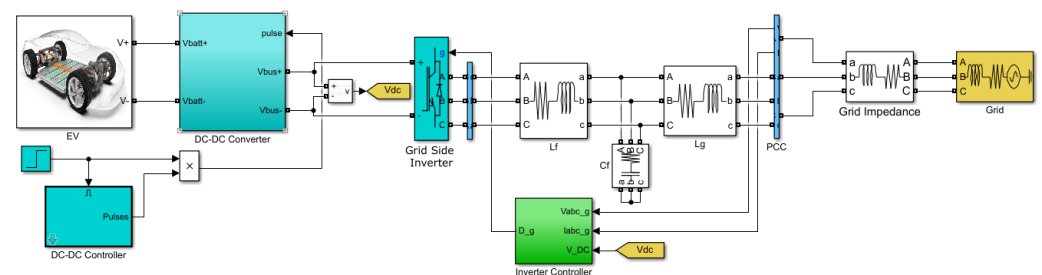 V+
V-
EV
pulse
Vbatt+
Vbus+
Vbatt-
Vbus-
DC-DC Converter
+
-
v
Vdc
×
Pulses
DC-DC Controller
g
+
-
A
B
C
Grid Side
Inverter
A
B
C
a
b
c
Lf
A B C
a b c
Cf
A
B
C
a
b
c
Lg
PCC
a
b
c
A
B
C
Grid Impedance
A
B
C
Grid
Vabc_g
D_g
Iabc_g
V_DC
Vdc
Inverter Controller